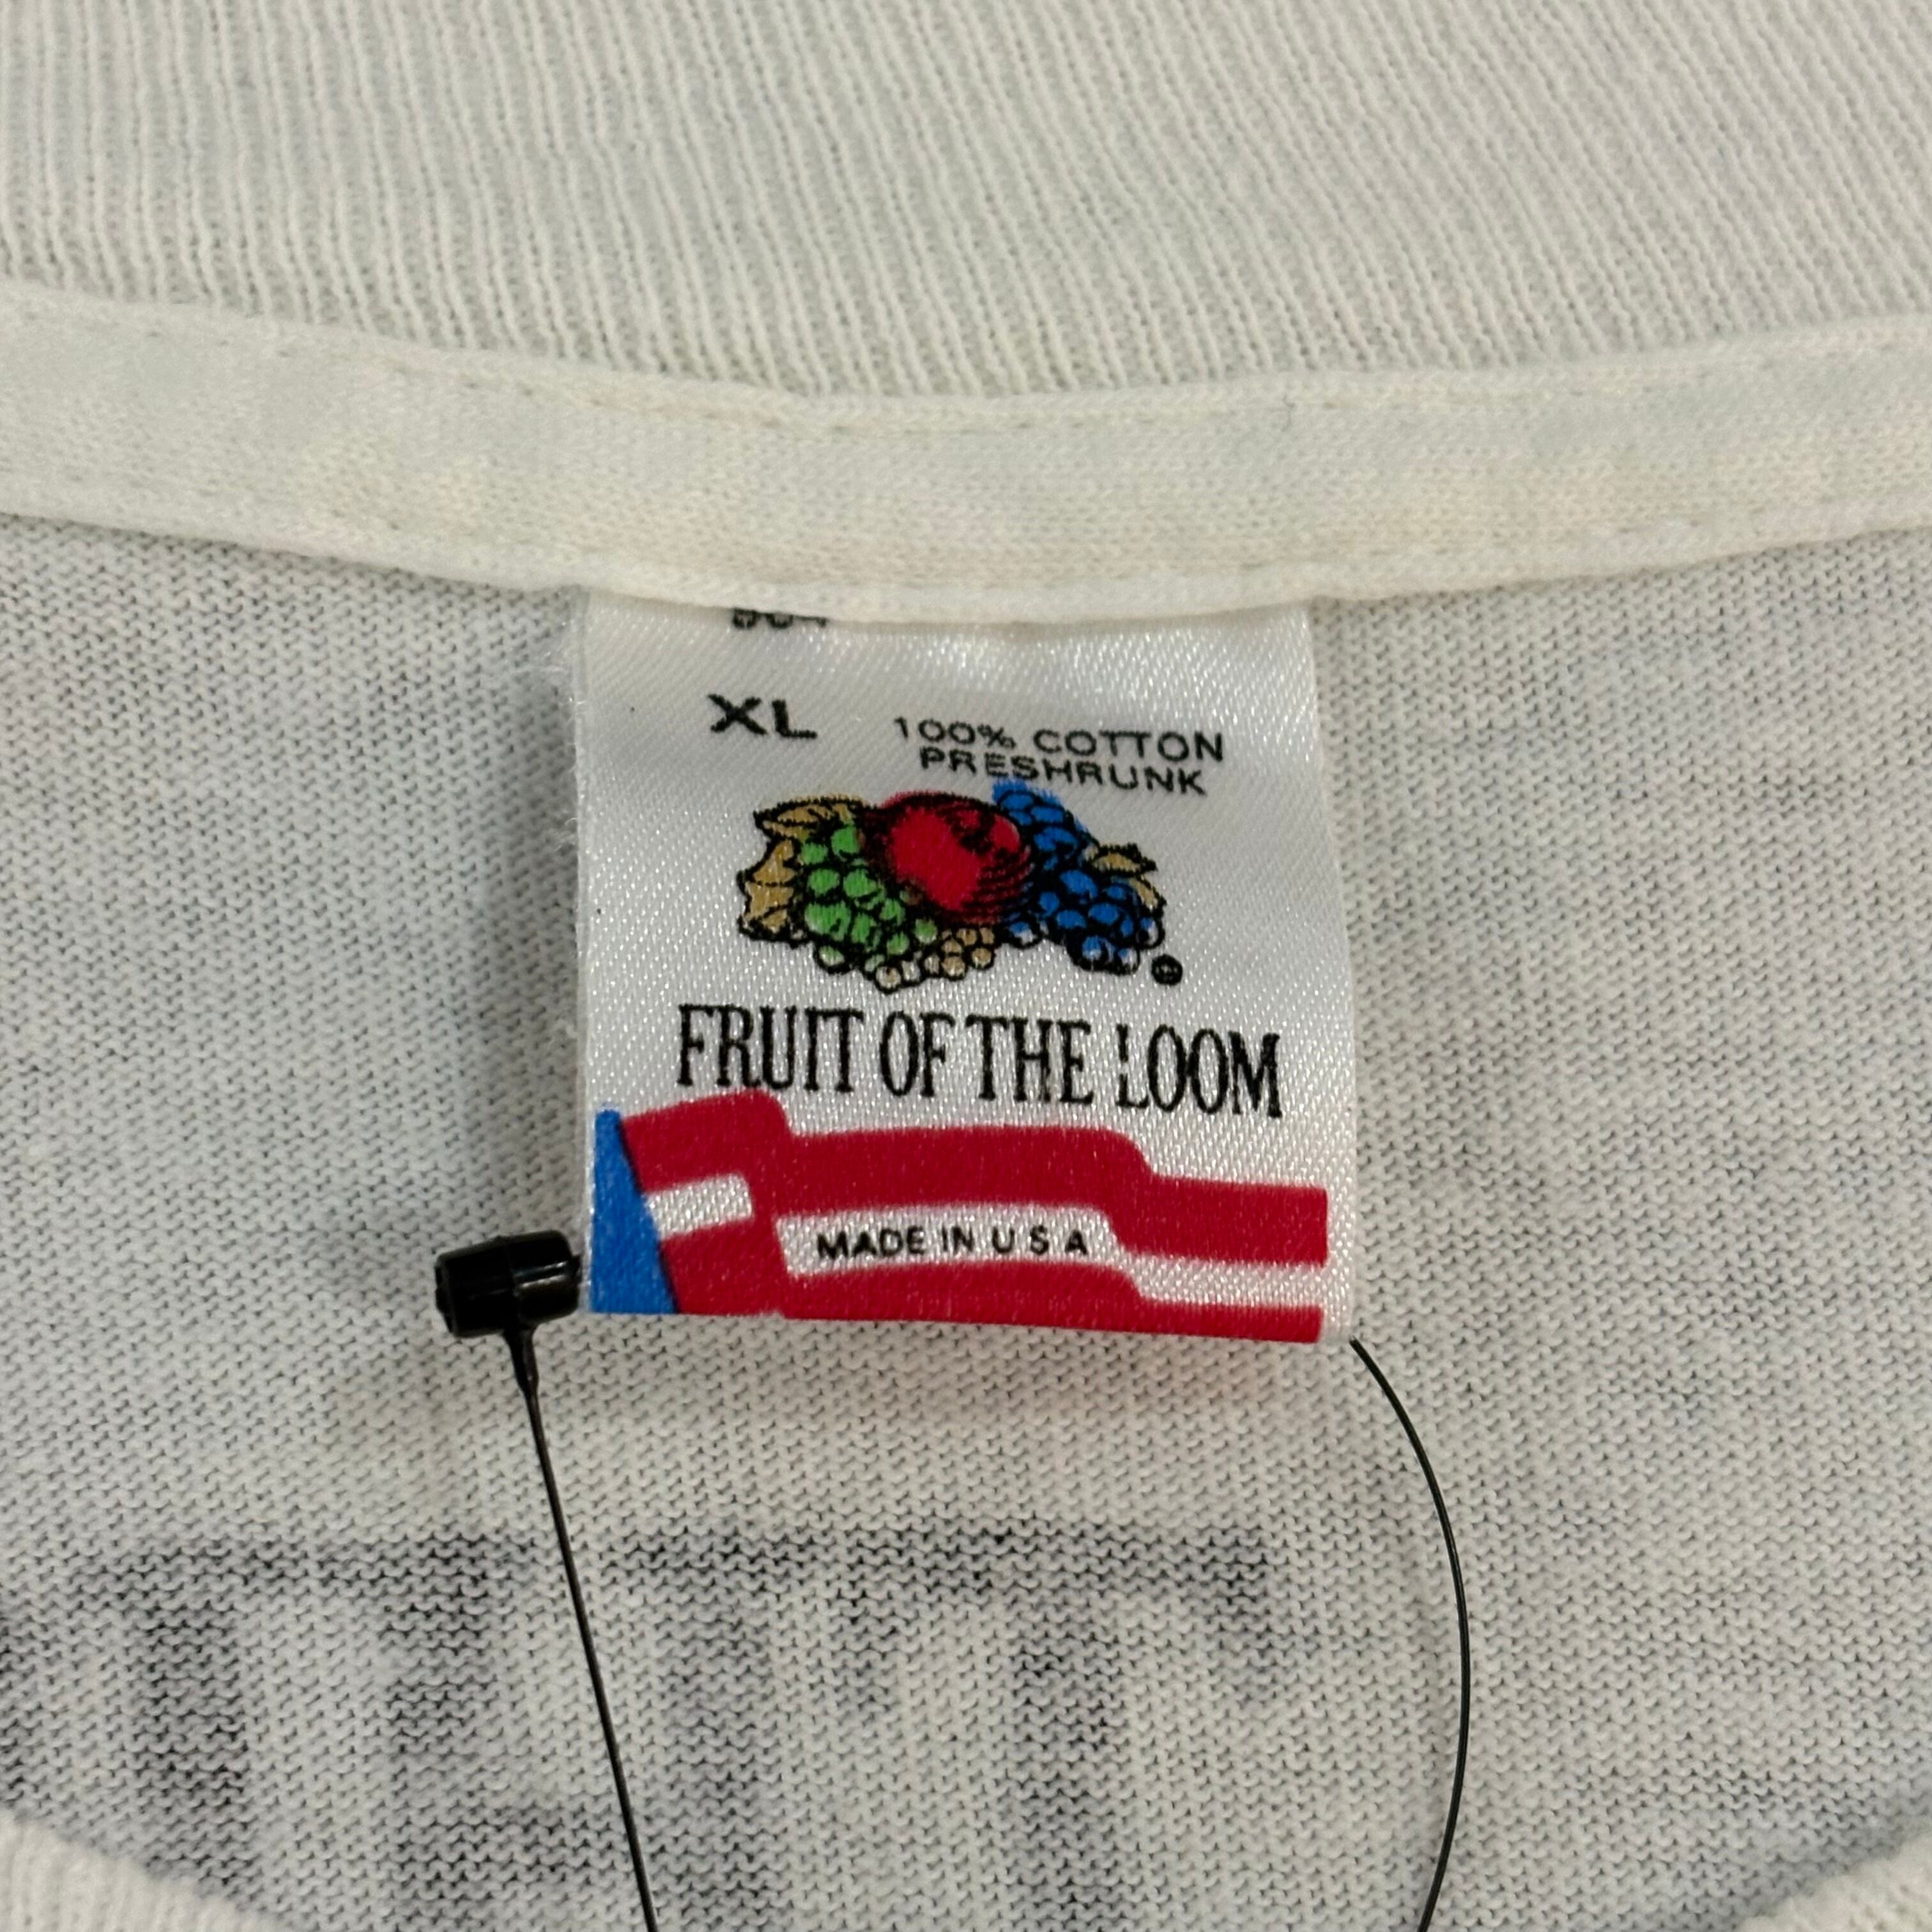 XL
100% COTTON
PRESHRUNK
FRUIT OF THE LOOM
MADE IN U S A